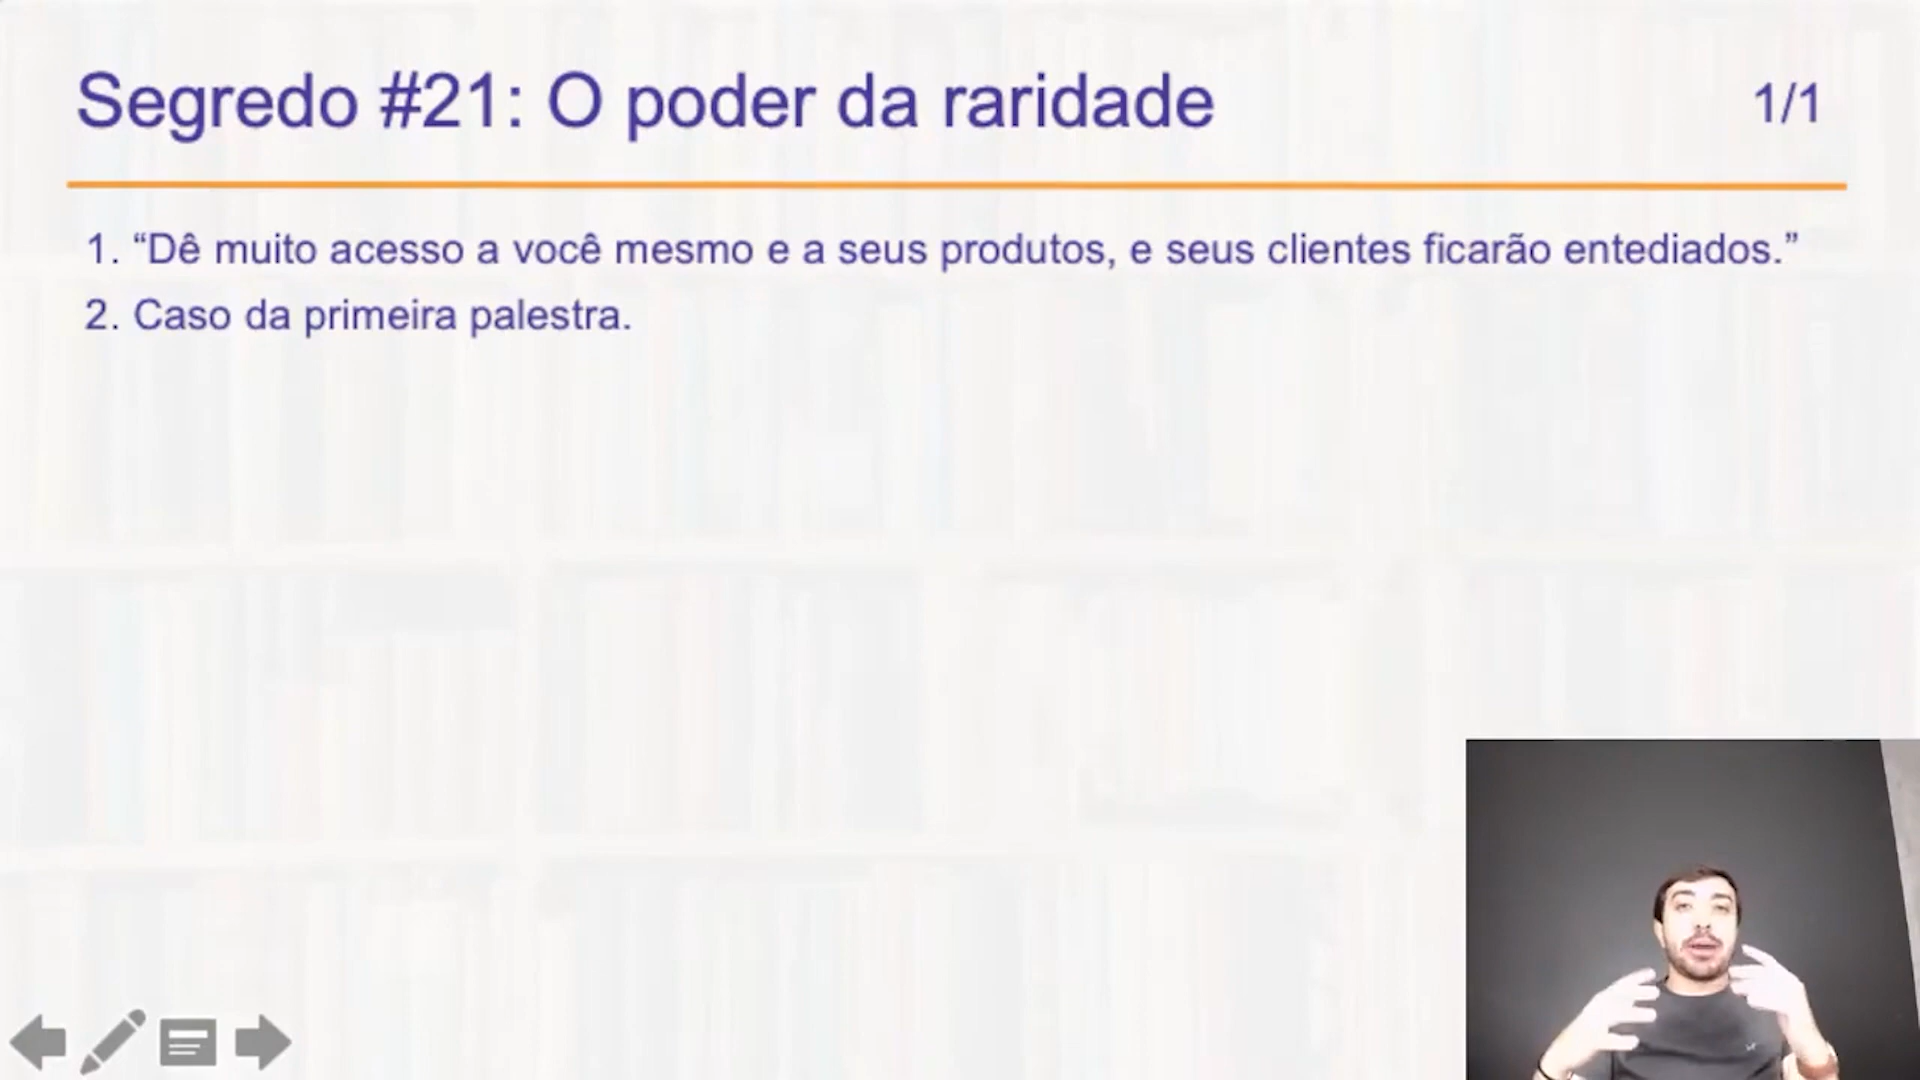 Segredo #21: O poder da raridade
1/1
1. “Dê muito acesso a você mesmo e a seus produtos, e seus clientes ficarão entediados.”
2. Caso da primeira palestra.